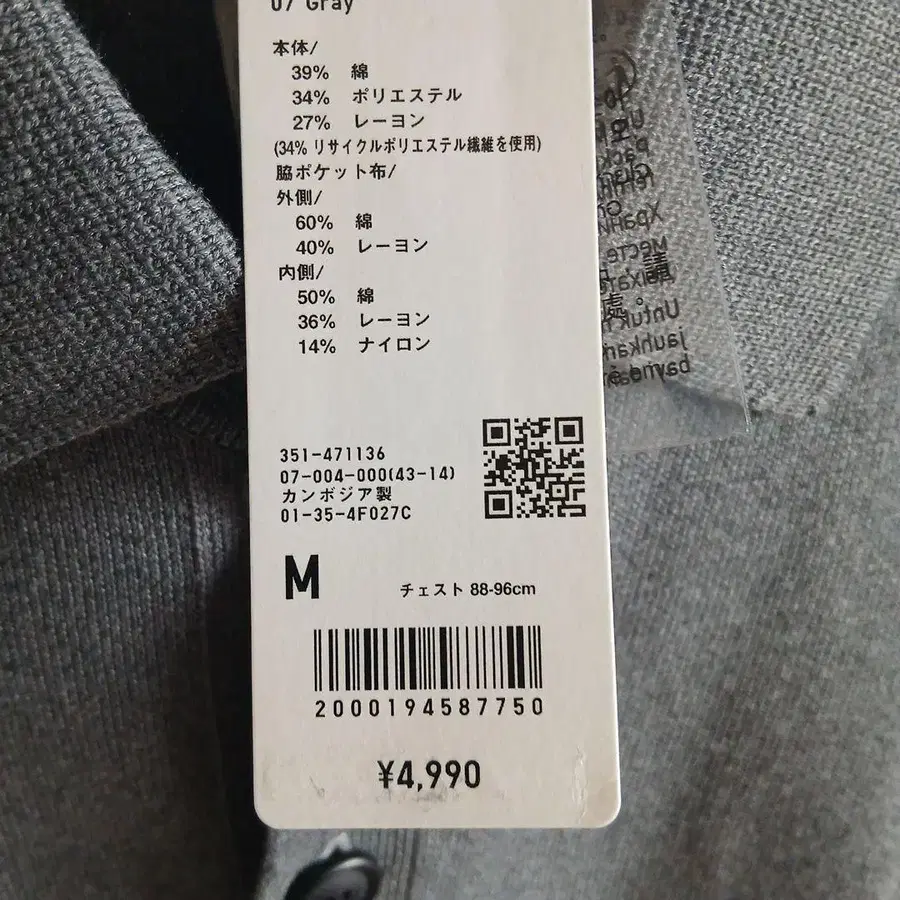 07 Gray
本体/
39% 綿
34% ポリエステル
27% レーヨン
(34% リサイクルポリエステル繊維を使用)
脇ポケット布/
外側/
60% 綿
40% レーヨン
内側/
50% 綿
36% レーヨン
14% ナイロン
351-471136
07-004-000(43-14)
カンボジア製
01-35-4F027C
M
チェスト 88-96cm
2000194587750
¥4,990